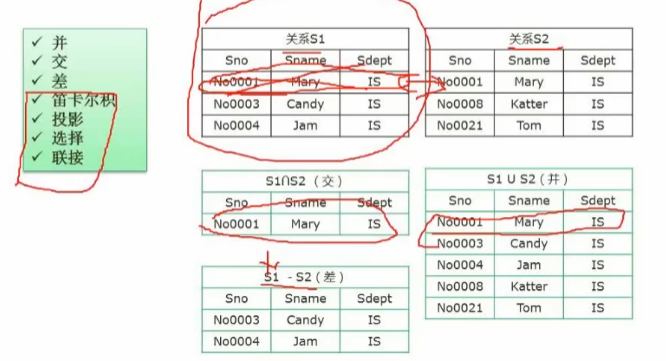 ✓ 并
✓ 交
✓ 差
✓ 笛卡尔积
✓ 投影
✓ 选择
✓ 联接
关系S1
Sno Sname Sdept
No0001 Mary IS
No0003 Candy IS
No0004 Jam IS
关系S2
Sno Sname Sdept
No0001 Mary IS
No0008 Katter IS
No0021 Tom IS
S1∩S2（交）
Sno Sname Sdept
No0001 Mary IS
S1 U S2（并）
Sno Sname Sdept
No0001 Mary IS
No0003 Candy IS
No0004 Jam IS
No0008 Katter IS
No0021 Tom IS
S1 - S2（差）
Sno Sname Sdept
No0003 Candy IS
No0004 Jam IS